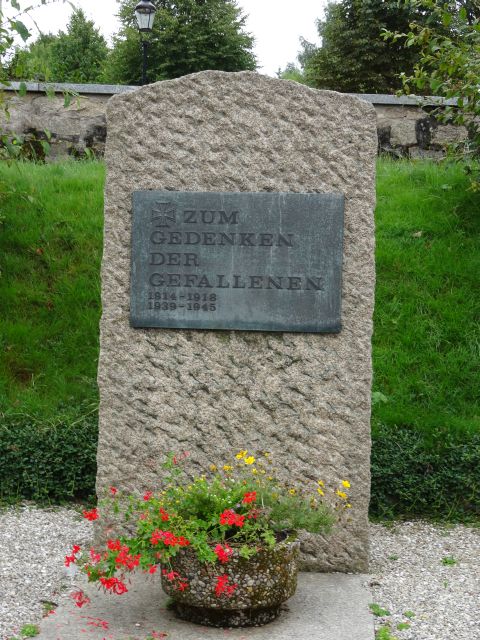 ZUM
GEDENKEN
DER
GEFALLENEN
1914-1918
1939-1945